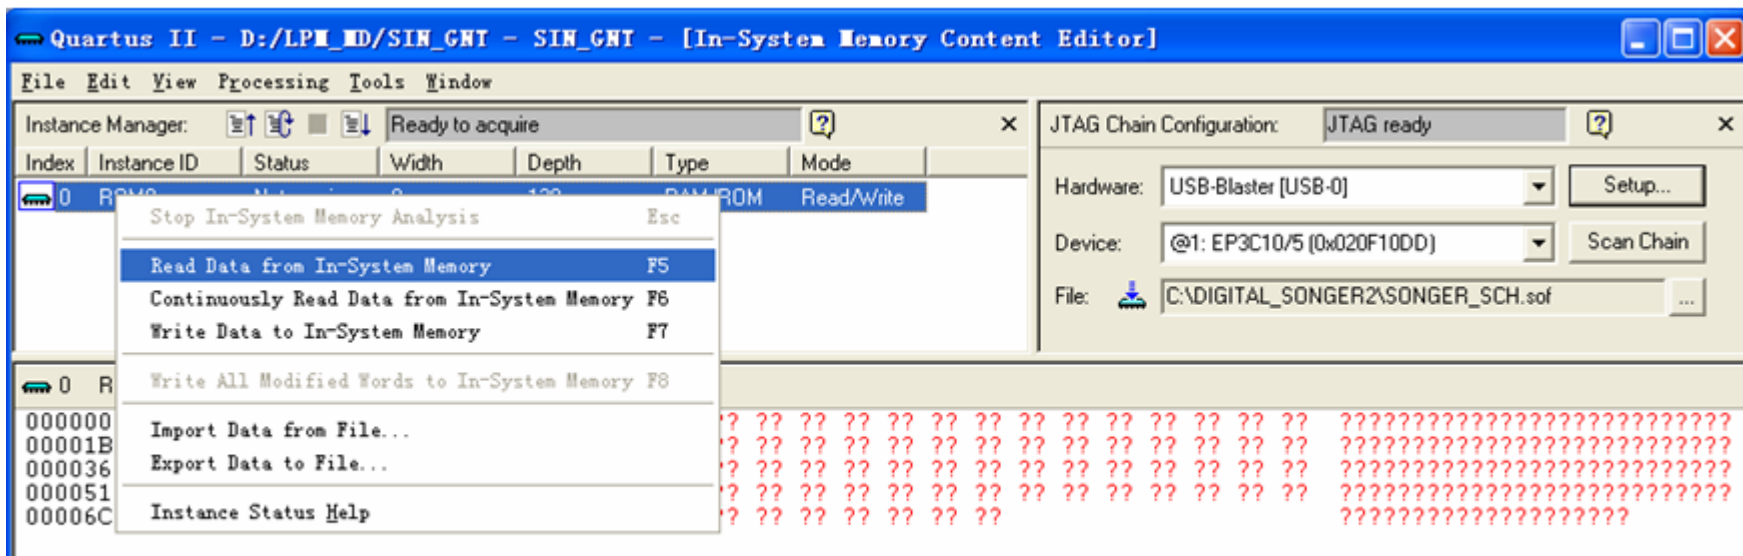 Quartus II - D:/LPM_MD/SIN_GNT - SIN_GNT - [In-System Memory Content Editor]
File Edit View Processing Tools Window
Instance Manager: Ready to acquire
Index Instance ID Status Width Depth Type Mode
0 Read/Write
Stop In-System Memory Analysis Esc
Read Data from In-System Memory F5
Continuously Read Data from In-System Memory F6
Write Data to In-System Memory F7
Write All Modified Words to In-System Memory F8
Import Data from File...
Export Data to File...
Instance Status Help
JTAG Chain Configuration: JTAG ready
Hardware: USB-Blaster [USB-0] Setup...
Device: @1: EP3C10/5 (0x020F10DD) Scan Chain
File: C:\DIGITAL_SONGER2\SONGER_SCH.sof ...
0 R
000000 ?? ?? ?? ?? ?? ?? ?? ?? ?? ?? ?? ?? ?? ?? ???????????????????????????
00001B ?? ?? ?? ?? ?? ?? ?? ?? ?? ?? ?? ?? ?? ?? ???????????????????????????
000036 ?? ?? ?? ?? ?? ?? ?? ?? ?? ?? ?? ?? ?? ?? ???????????????????????????
000051 ?? ?? ?? ?? ?? ?? ?? ?? ?? ?? ?? ?? ?? ?? ???????????????????????????
00006C ?? ?? ?? ?? ?? ?? ?? ????????????????????